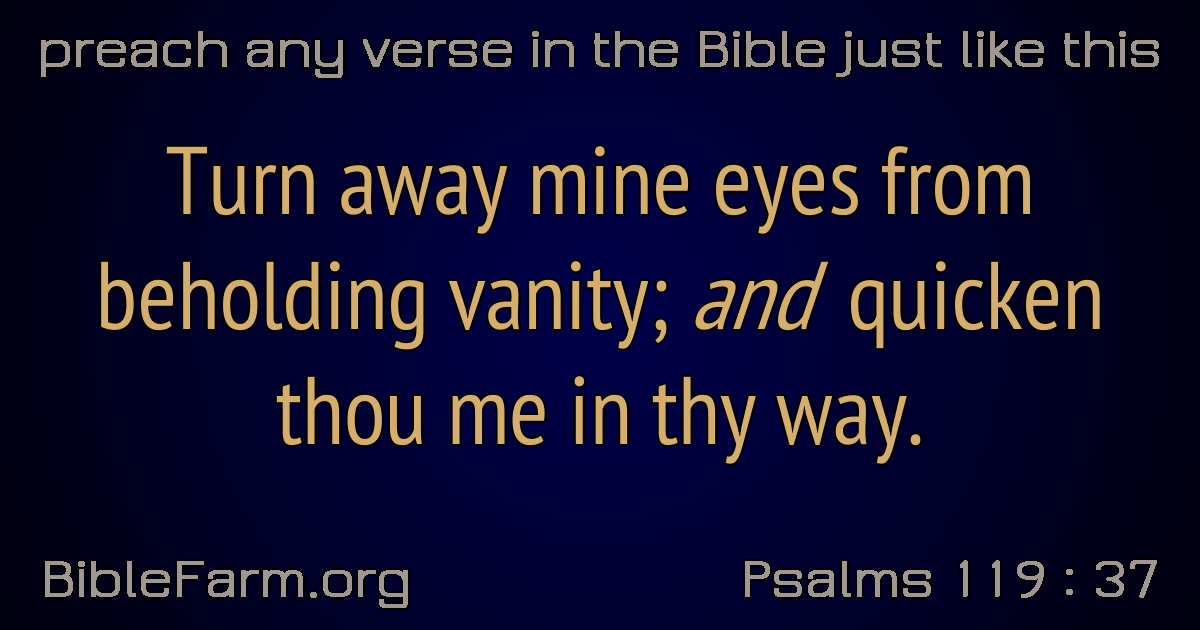 preach any verse in the Bible just like this
Turn away mine eyes from
beholding vanity; and quicken
thou me in thy way.
BibleFarm.org
Psalms 119 : 37